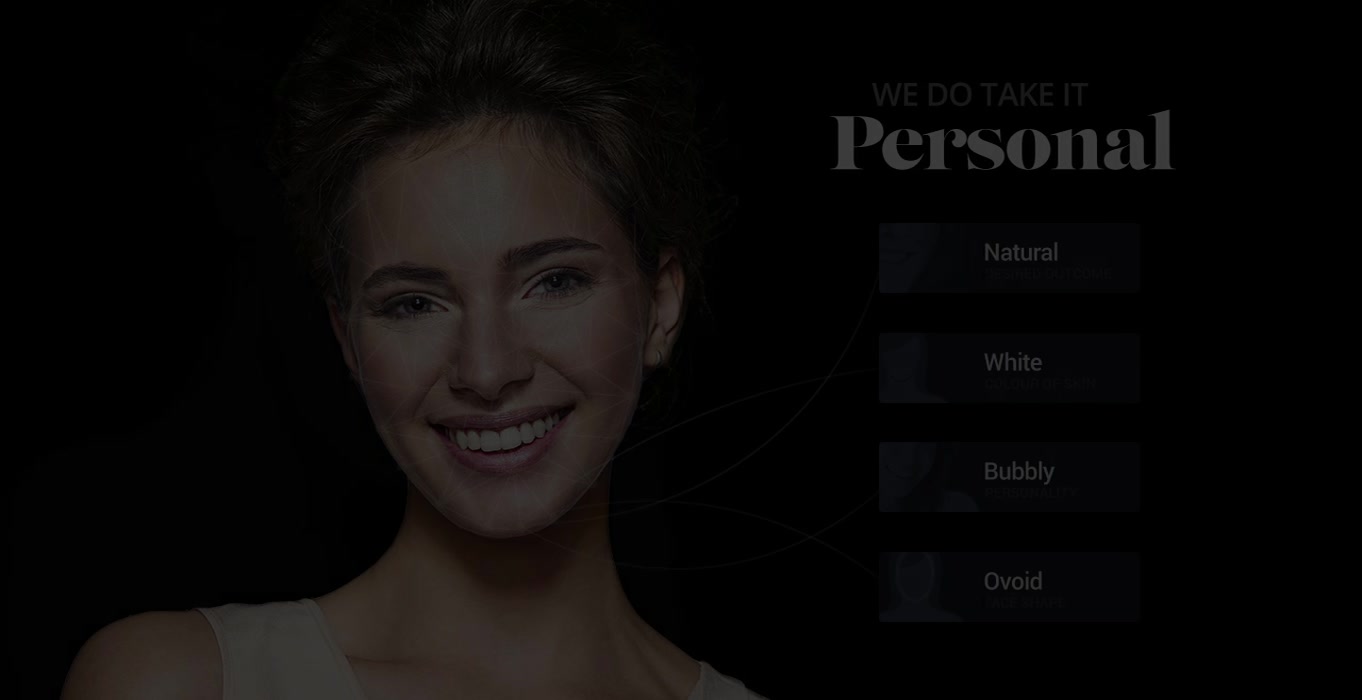 WE DO TAKE IT
Personal
Natural
DESIRED OUTCOME
White
COLOUR OF SKIN
Bubbly
PERSONALITY
Ovoid
FACE SHAPE